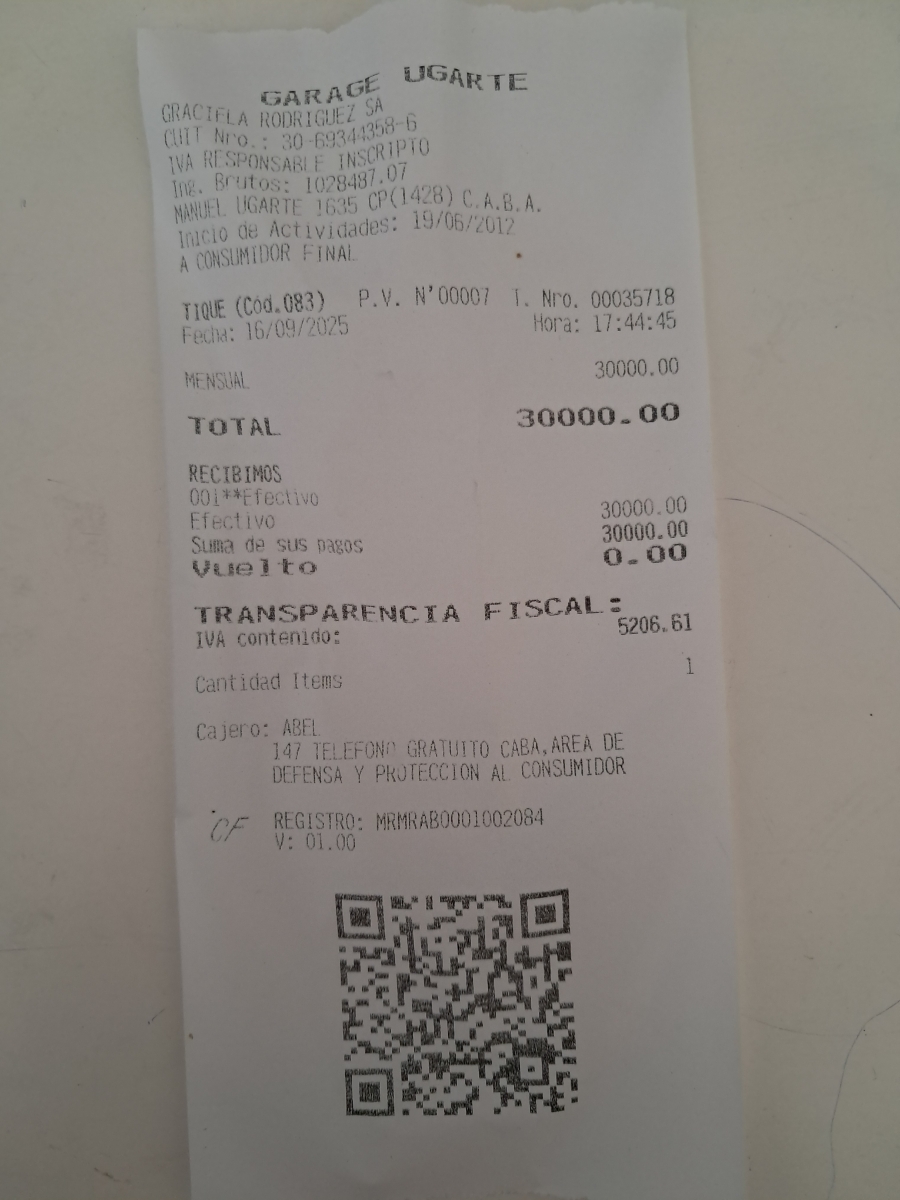 GARAGE UGARTE
GRACIELA RODRIGUEZ SA
CUIT Nro.: 30-69344358-6
IVA RESPONSABLE INSCRIPTO
Ing. Brutos: 1028487.07
MANUEL UGARTE 1635 CP(1428) C.A.B.A.
Inicio de Actividades: 19/06/2012
A CONSUMIDOR FINAL
TIQUE (Cód.083) P.V. N'00007 T. Nro. 00035718
Fecha: 16/09/2025 Hora: 17:44:45
MENSUAL 30000.00
TOTAL 30000.00
RECIBIMOS
001**Efectivo
Efectivo 30000.00
Suma de sus pagos 30000.00
Vuelto 0.00
TRANSPARENCIA FISCAL:
IVA contenido: 5206.61
Cantidad Items 1
Cajero: ABEL
147 TELEFONO GRATUITO CABA,AREA DE
DEFENSA Y PROTECCION AL CONSUMIDOR
CF REGISTRO: MRMRAB0001002084
V: 01.00